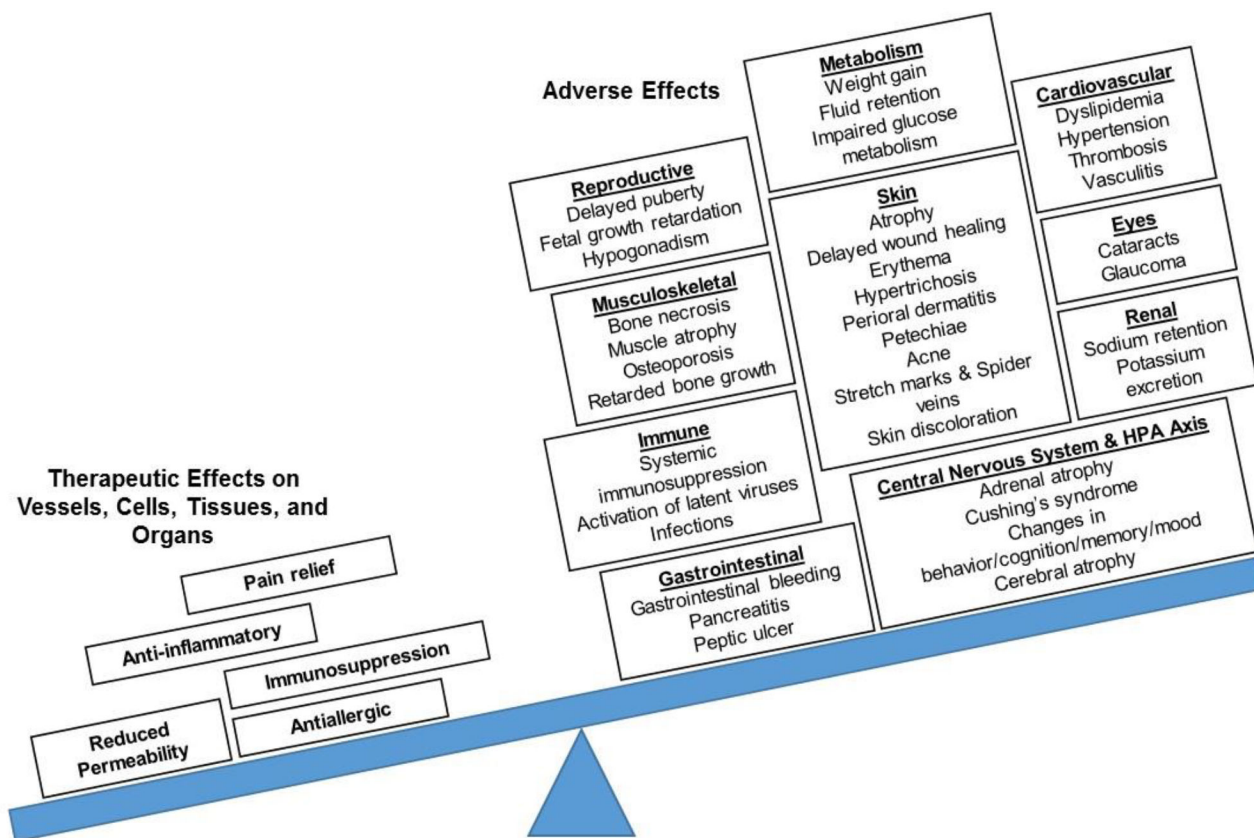 Adverse Effects
Metabolism
Weight gain
Fluid retention
Impaired glucose
metabolism
Cardiovascular
Dyslipidemia
Hypertension
Thrombosis
Vasculitis
Reproductive
Delayed puberty
Fetal growth retardation
Hypogonadism
Skin
Atrophy
Delayed wound healing
Erythema
Hypertrichosis
Perioral dermatitis
Petechiae
Acne
Stretch marks & Spider
veins
Skin discoloration
Eyes
Cataracts
Glaucoma
Musculoskeletal
Bone necrosis
Muscle atrophy
Osteoporosis
Retarded bone growth
Renal
Sodium retention
Potassium
excretion
Immune
Systemic
immunosuppression
Activation of latent viruses
Infections
Central Nervous System & HPA Axis
Adrenal atrophy
Cushing's syndrome
Changes in
behavior/cognition/memory/mood
Cerebral atrophy
Gastrointestinal
Gastrointestinal bleeding
Pancreatitis
Peptic ulcer
Therapeutic Effects on
Vessels, Cells, Tissues, and
Organs
Pain relief
Anti-inflammatory
Immunosuppression
Antiallergic
Reduced
Permeability